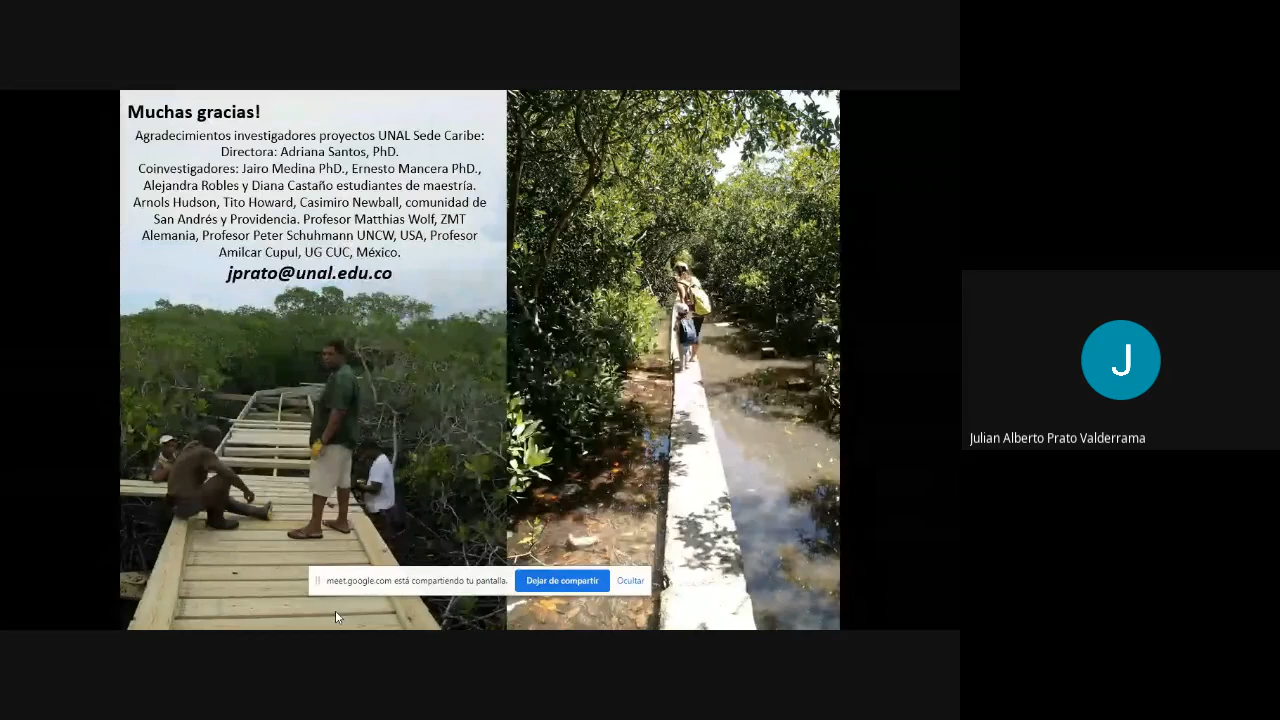 Muchas gracias!
Agradecimientos investigadores proyectos UNAL Sede Caribe:
Directora: Adriana Santos, PhD.
Coinvestigadores: Jairo Medina PhD., Ernesto Mancera PhD.,
Alejandra Robles y Diana Castaño estudiantes de maestría.
Arnols Hudson, Tito Howard, Casimiro Newball, comunidad de
San Andrés y Providencia. Profesor Matthias Wolf, ZMT
Alemania, Profesor Peter Schuhmann UNCW, USA, Profesor
Amilcar Cupul, UG CUC, México.
jprato@unal.edu.co
meet.google.com está compartiendo tu pantalla.
Dejar de compartir
Ocultar
J
Julian Alberto Prato Valderrama